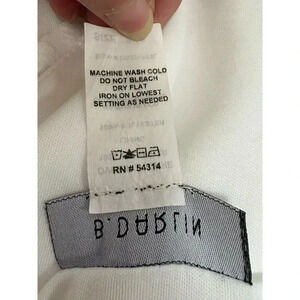 MACHINE WASH COLD
DO NOT BLEACH
DRY FLAT
IRON ON LOWEST
SETTING AS NEEDED
RN # 54314
B. DARLIN